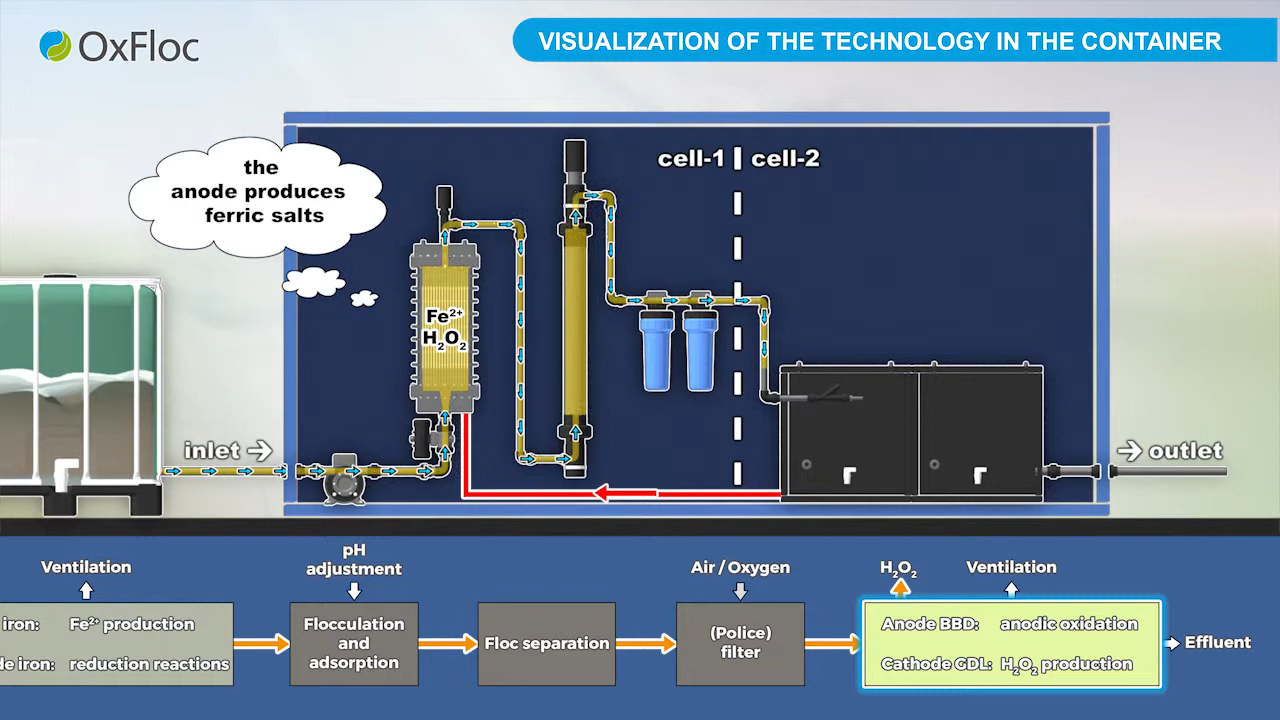 OxFloc
VISUALIZATION OF THE TECHNOLOGY IN THE CONTAINER
the
anode produces
ferric salts
cell-1 | cell-2
Fe²⁺
H₂O₂
inlet →
→ outlet
Ventilation
pH
adjustment
Air / Oxygen
H₂O₂
Ventilation
iron: Fe²⁺ production
de iron: reduction reactions
Flocculation
and
adsorption
Floc separation
(Police)
filter
Anode BBD: anodic oxidation
Cathode GDL: H₂O₂ production
Effluent